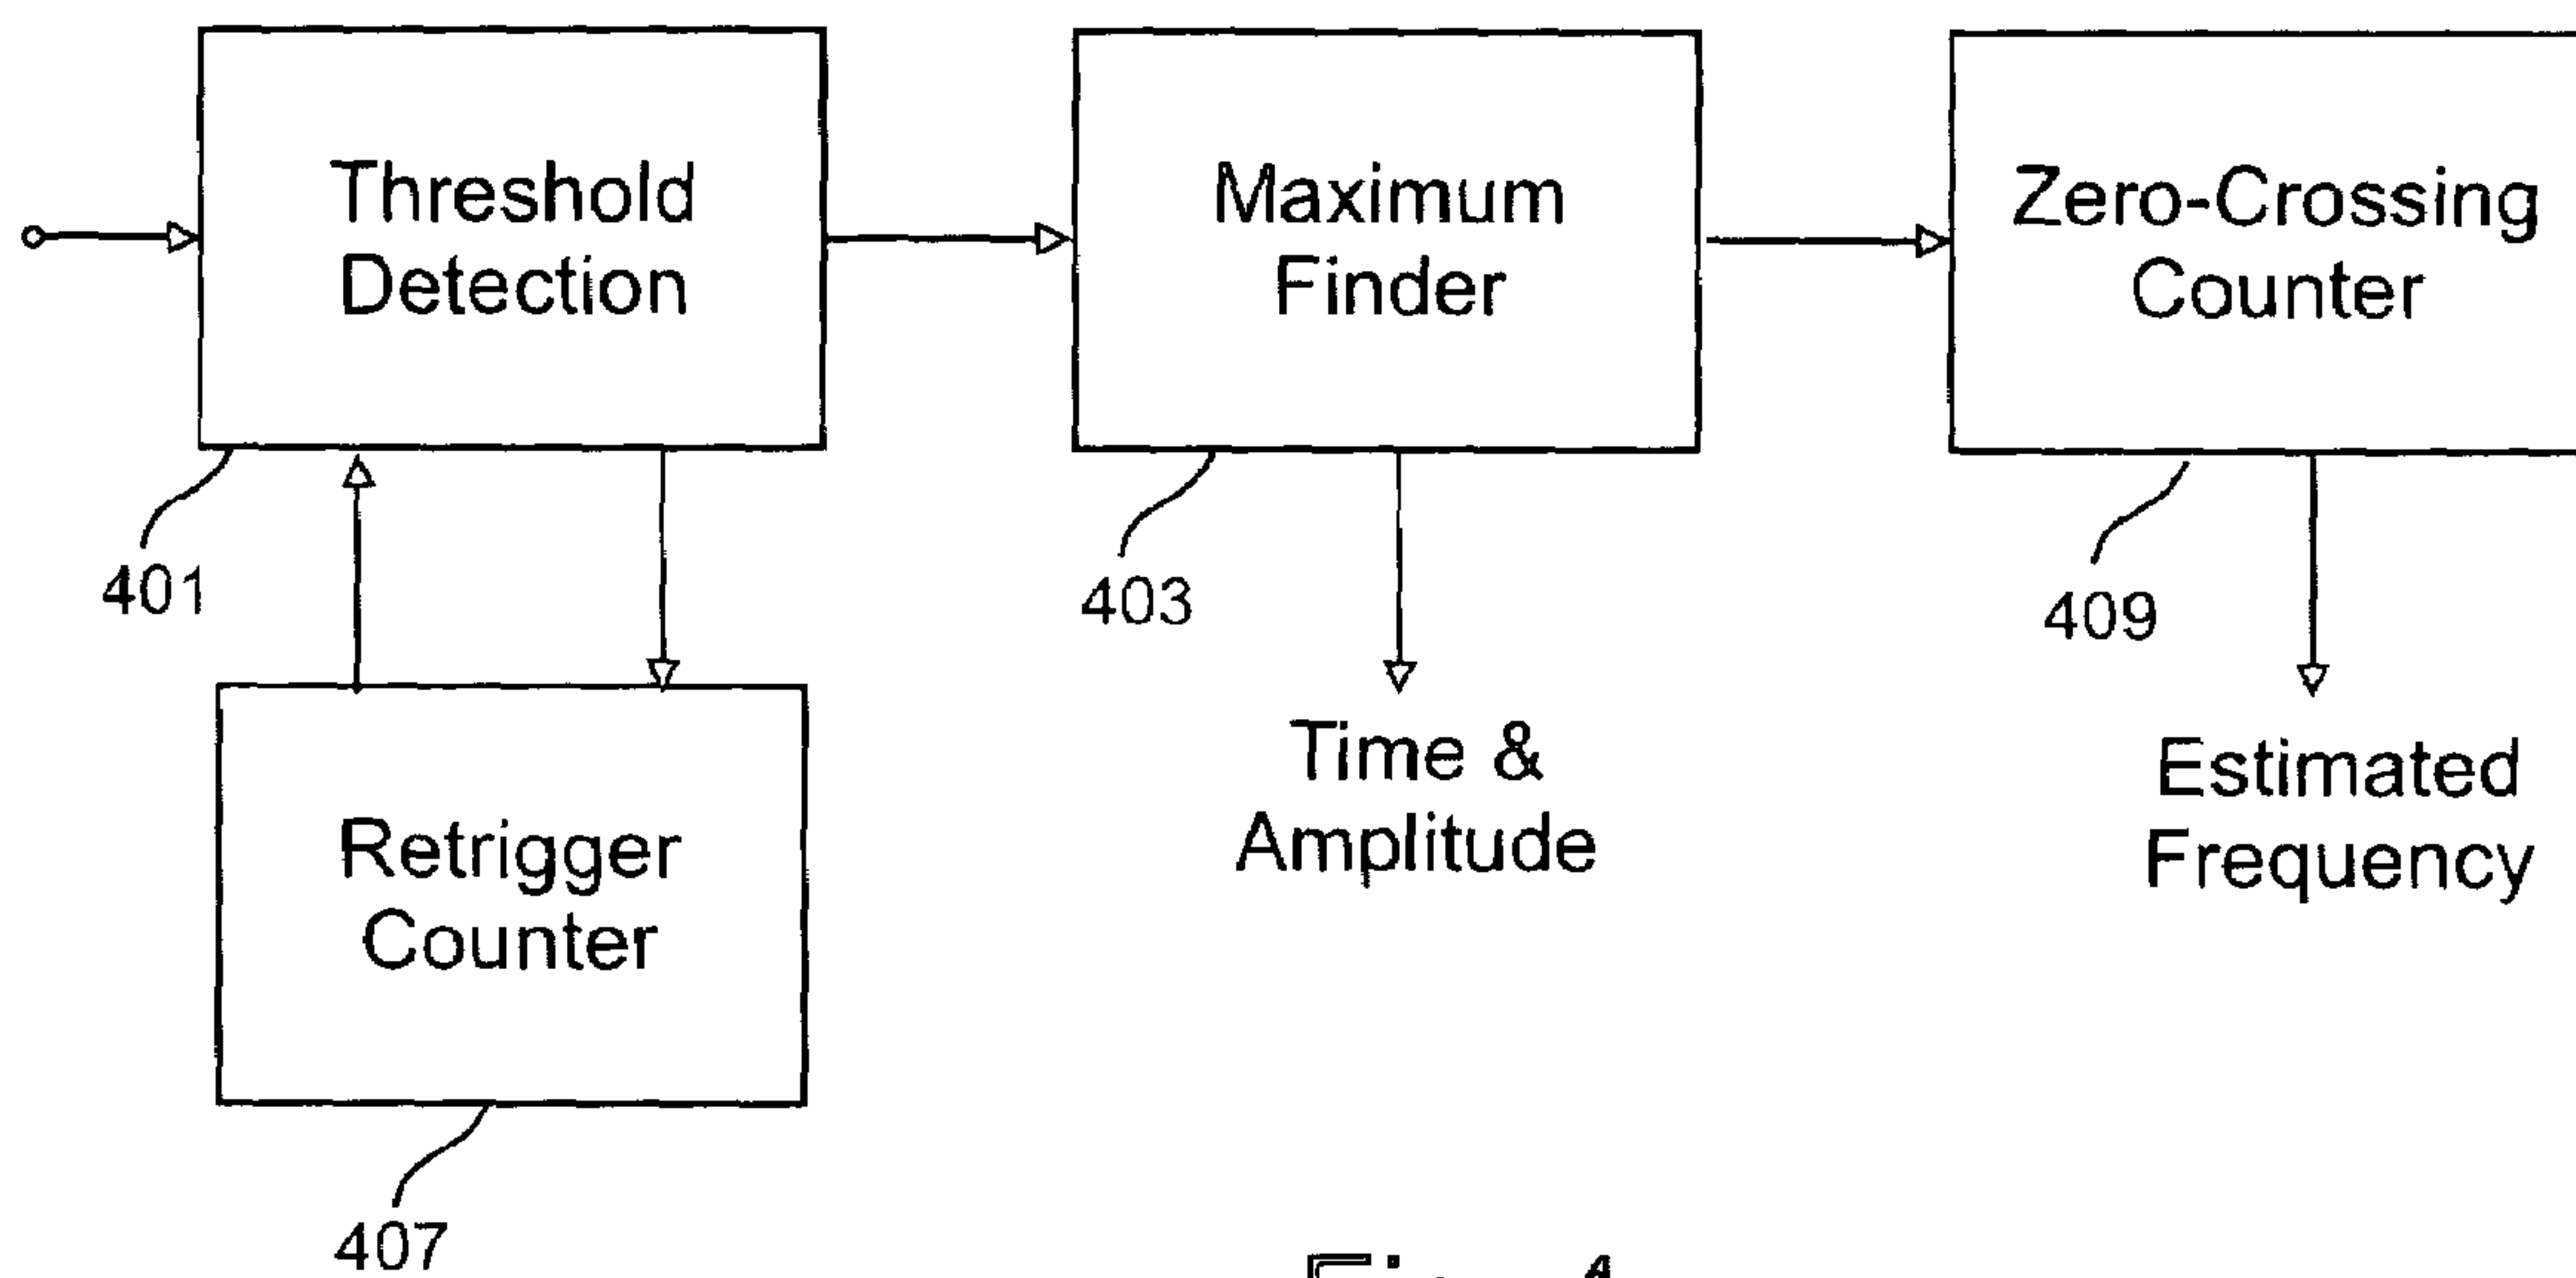 Threshold
Detection
Maximum
Finder
Zero-Crossing
Counter
401
403
409
Retrigger
Counter
Time &
Amplitude
Estimated
Frequency
407